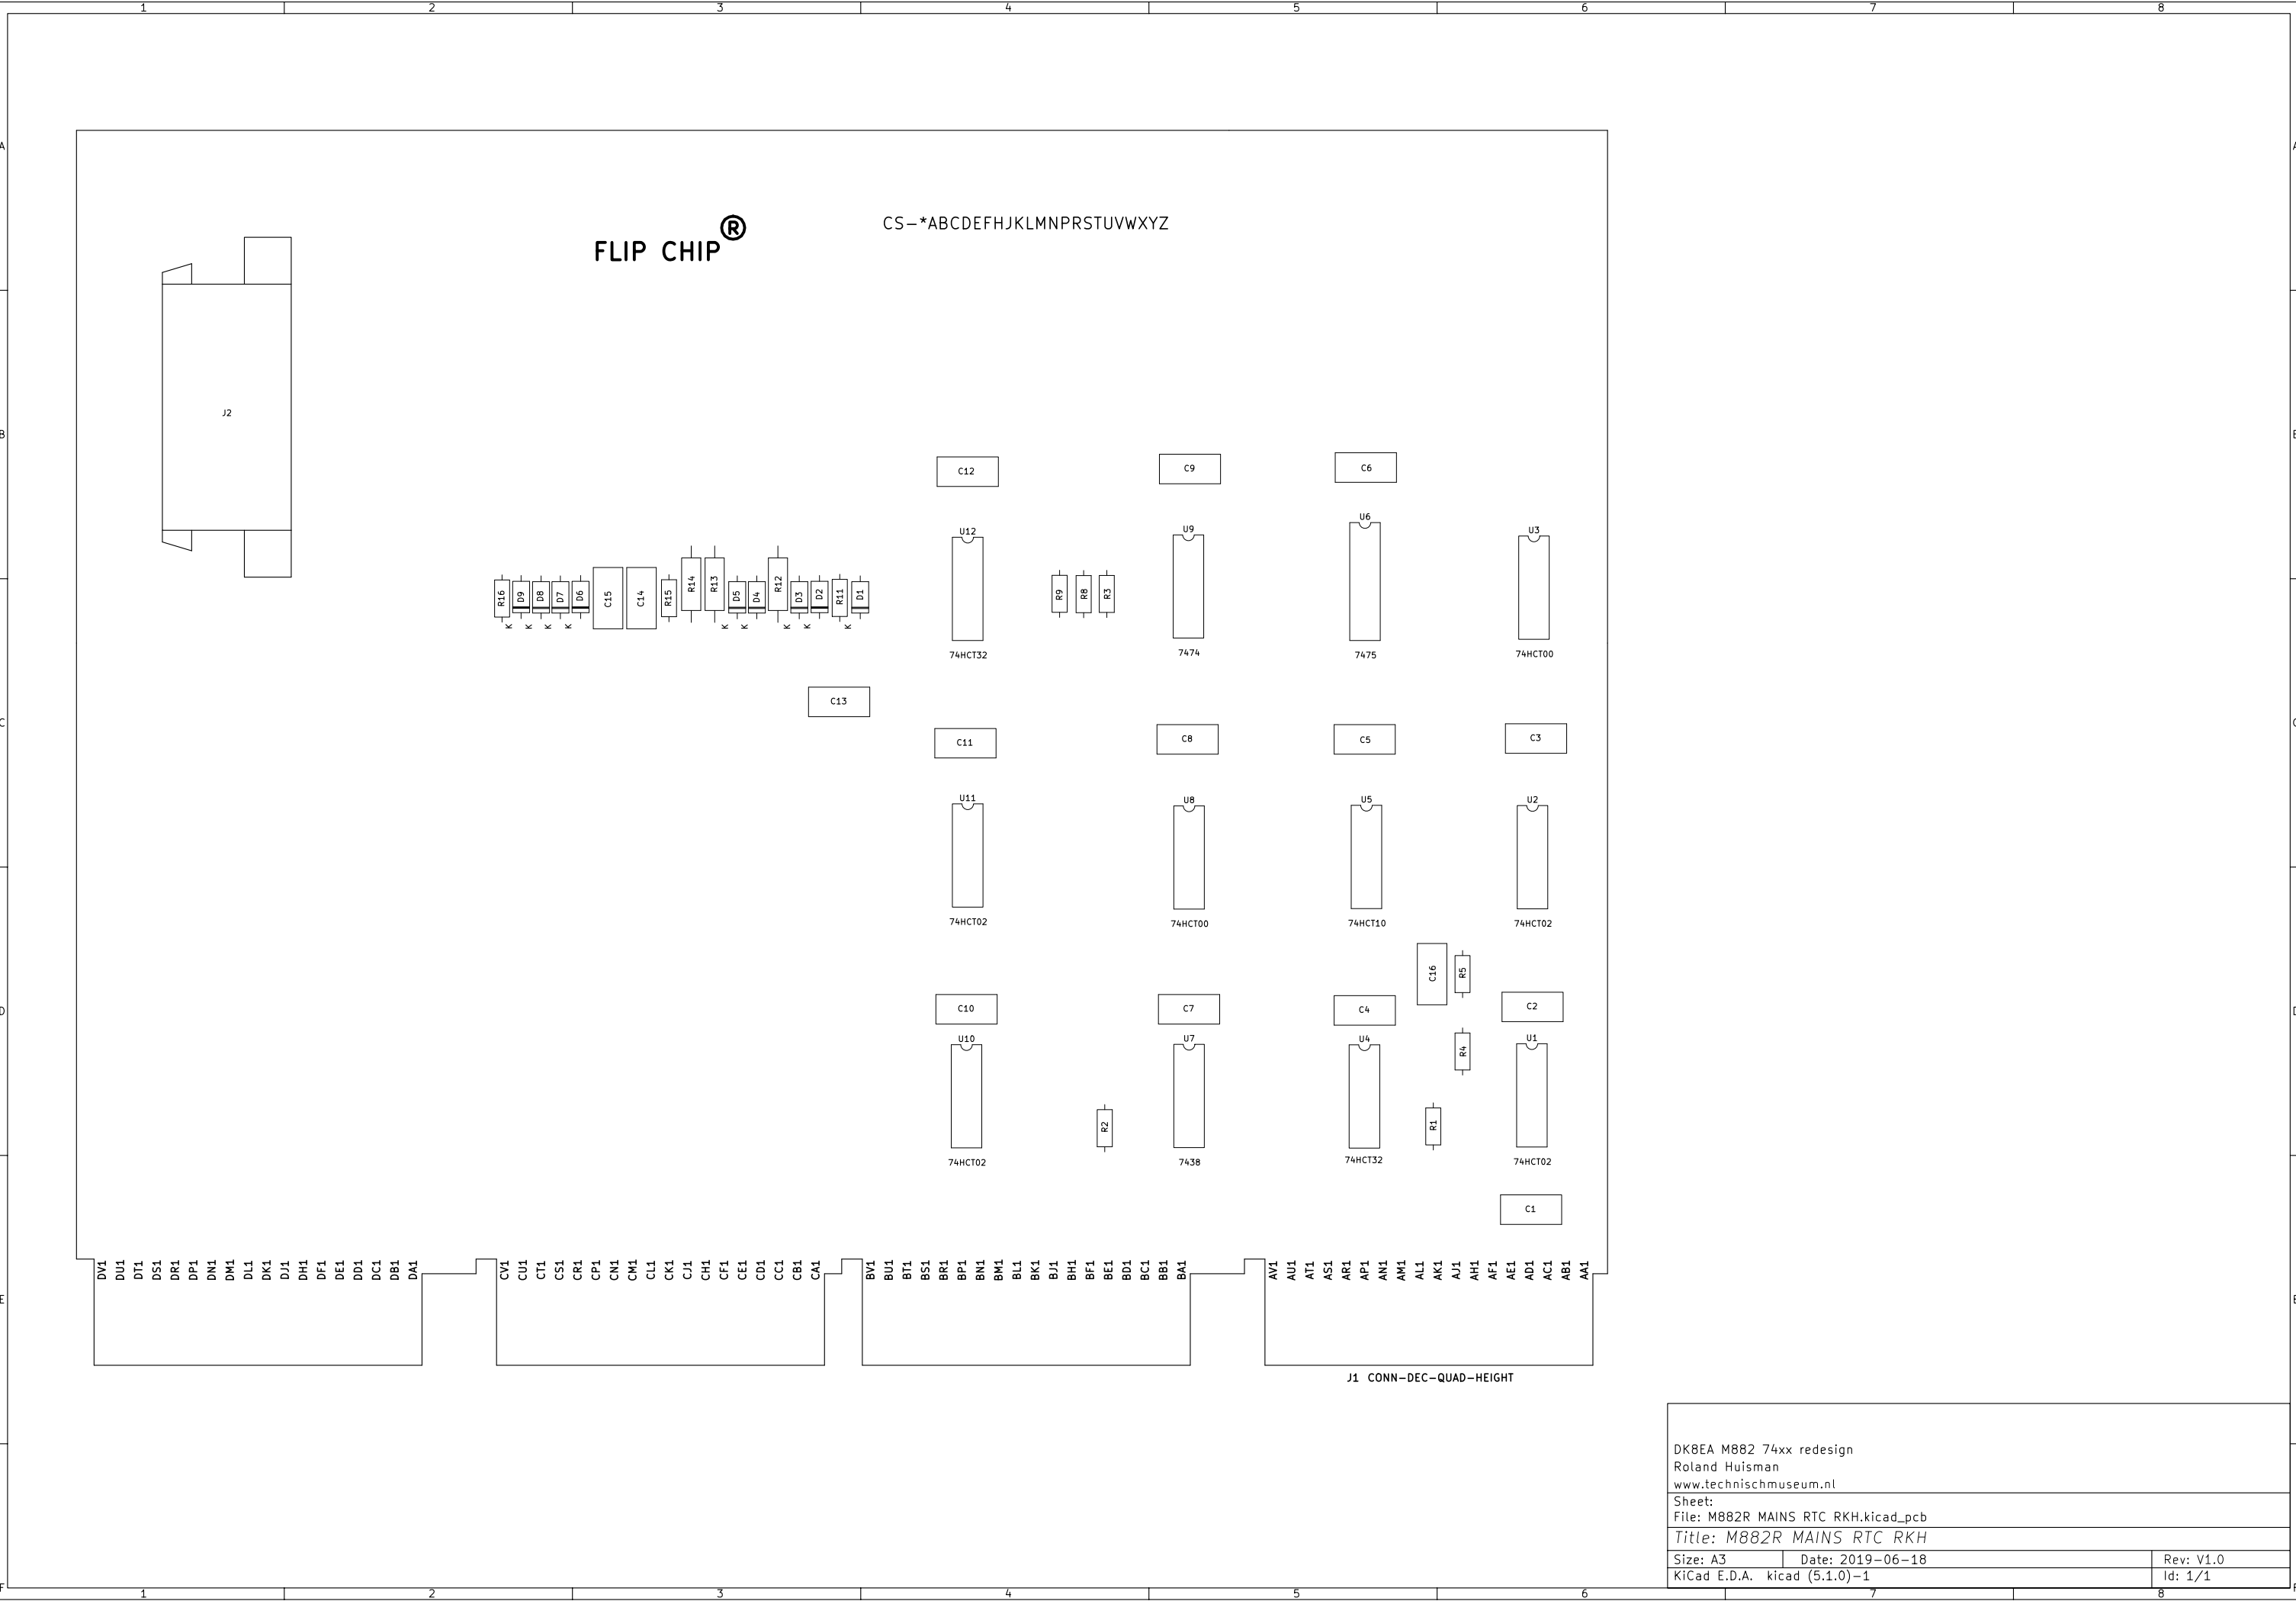 1 2 3 4 5 6 7 8
A A
CS-*ABCDEFHJKLMNPRSTUVWXYZ
FLIP CHIP®
J2
B B
C12 C9 C6
U12 U9 U6 U3
R16 D9 D8 D7 D6 C15 C14 R15 R14 R13 D5 D4 R12 D3 D2 R11 D1 R9 R8 R3
K K K K K K K K K
74HCT32 7474 7475 74HCT00
C13
C C
C11 C8 C5 C3
U11 U8 U5 U2
74HCT02 74HCT00 74HCT10 74HCT02
C16 R5
C10 C7 C4 C2
D D
U10 U7 U4 U1
R4
R2 R1
74HCT02 7438 74HCT32 74HCT02
C1
DV1 DU1 DT1 DS1 DR1 DP1 DN1 DM1 DL1 DK1 DJ1 DH1 DF1 DE1 DD1 DC1 DB1 DA1 CV1 CU1 CT1 CS1 CR1 CP1 CN1 CM1 CL1 CK1 CJ1 CH1 CF1 CE1 CD1 CC1 CB1 CA1 BV1 BU1 BT1 BS1 BR1 BP1 BN1 BM1 BL1 BK1 BJ1 BH1 BF1 BE1 BD1 BC1 BB1 BA1 AV1 AU1 AT1 AS1 AR1 AP1 AN1 AM1 AL1 AK1 AJ1 AH1 AF1 AE1 AD1 AC1 AB1 AA1
E E
J1 CONN-DEC-QUAD-HEIGHT
DK8EA M882 74xx redesign
Roland Huisman
www.technischmuseum.nl
Sheet:
File: M882R MAINS RTC RKH.kicad_pcb
Title: M882R MAINS RTC RKH
Size: A3 Date: 2019-06-18 Rev: V1.0
KiCad E.D.A. kicad (5.1.0)-1 Id: 1/1
F F
1 2 3 4 5 6 7 8